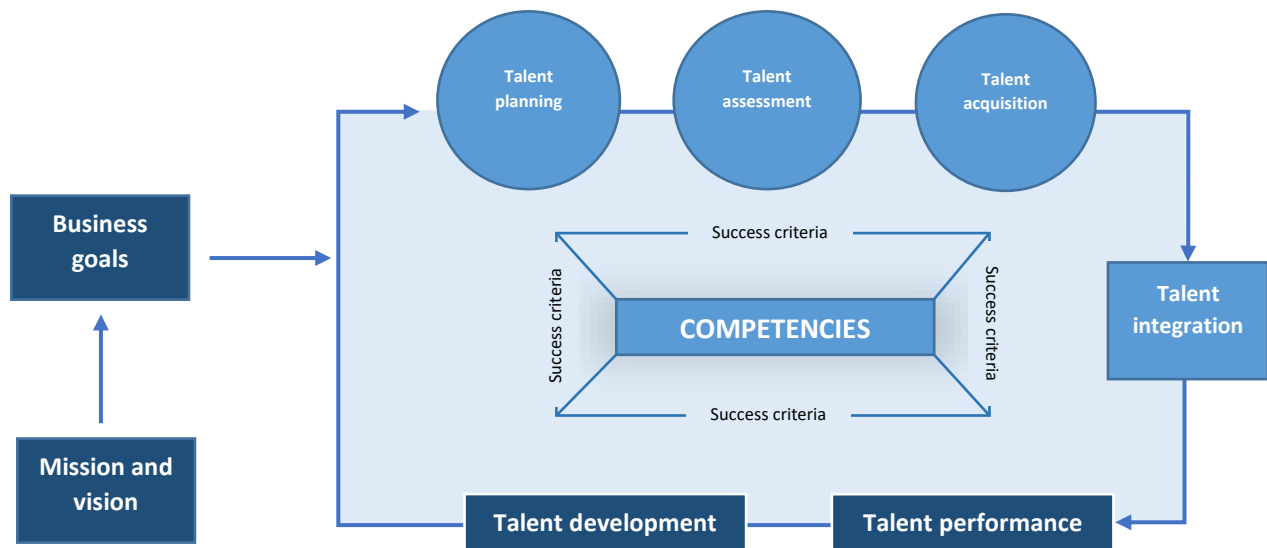 Talent
planning
Talent
assessment
Talent
acquisition
Business
goals
Success criteria
Success criteria
Success criteria
COMPETENCIES
Talent
integration
Success criteria
Mission and
vision
Talent development
Talent performance